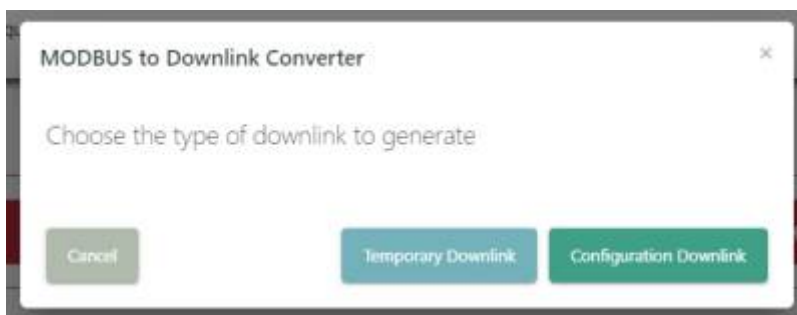 MODBUS to Downlink Converter
×
Choose the type of downlink to generate
Cancel
Temporary Downlink
Configuration Downlink